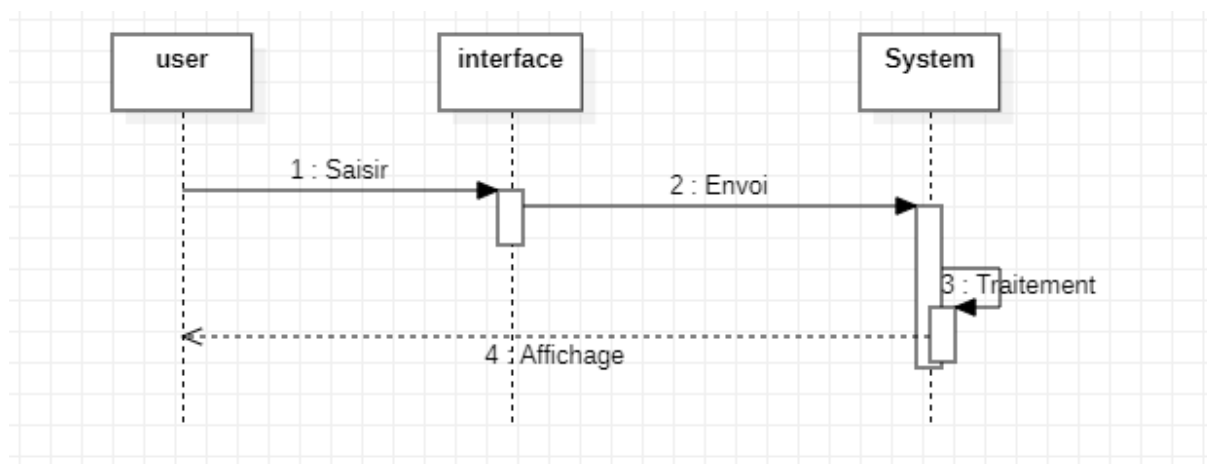 user
interface
System
1 : Saisir
2 : Envoi
3 : Traitement
4 : Affichage